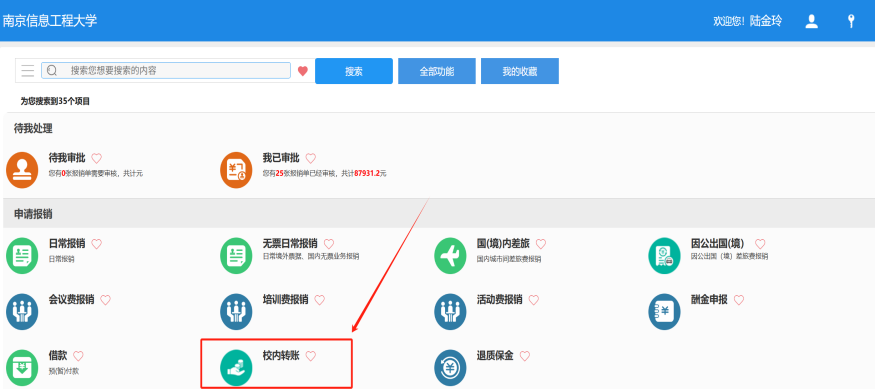 南京信息工程大学
欢迎您! 陆金玲
搜索您想要搜索的内容
搜索
全部功能
我的收藏
为您搜索到35个项目
待我处理
待我审批
您有0张报销单需要审核，共计元
我已审批
您有25张报销单已经审核，共计87931.2元
申请报销
日常报销
日常报销
无票日常报销
日常境外票据、国内无票业务报销
国(境)内差旅
国内城市间差旅费报销
因公出国(境)
因公出国（境）差旅费报销
会议费报销
培训费报销
活动费报销
酬金申报
借款
预(暂)付款
校内转账
退质保金